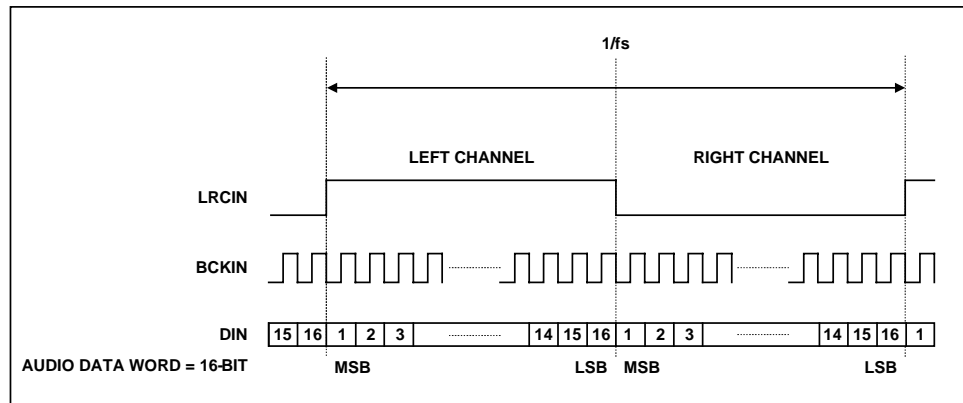 1/fs
LEFT CHANNEL RIGHT CHANNEL
LRCIN
BCKIN
DIN 15 16 1 2 3 14 15 16 1 2 3 14 15 16 1
AUDIO DATA WORD = 16-BIT MSB LSB MSB LSB